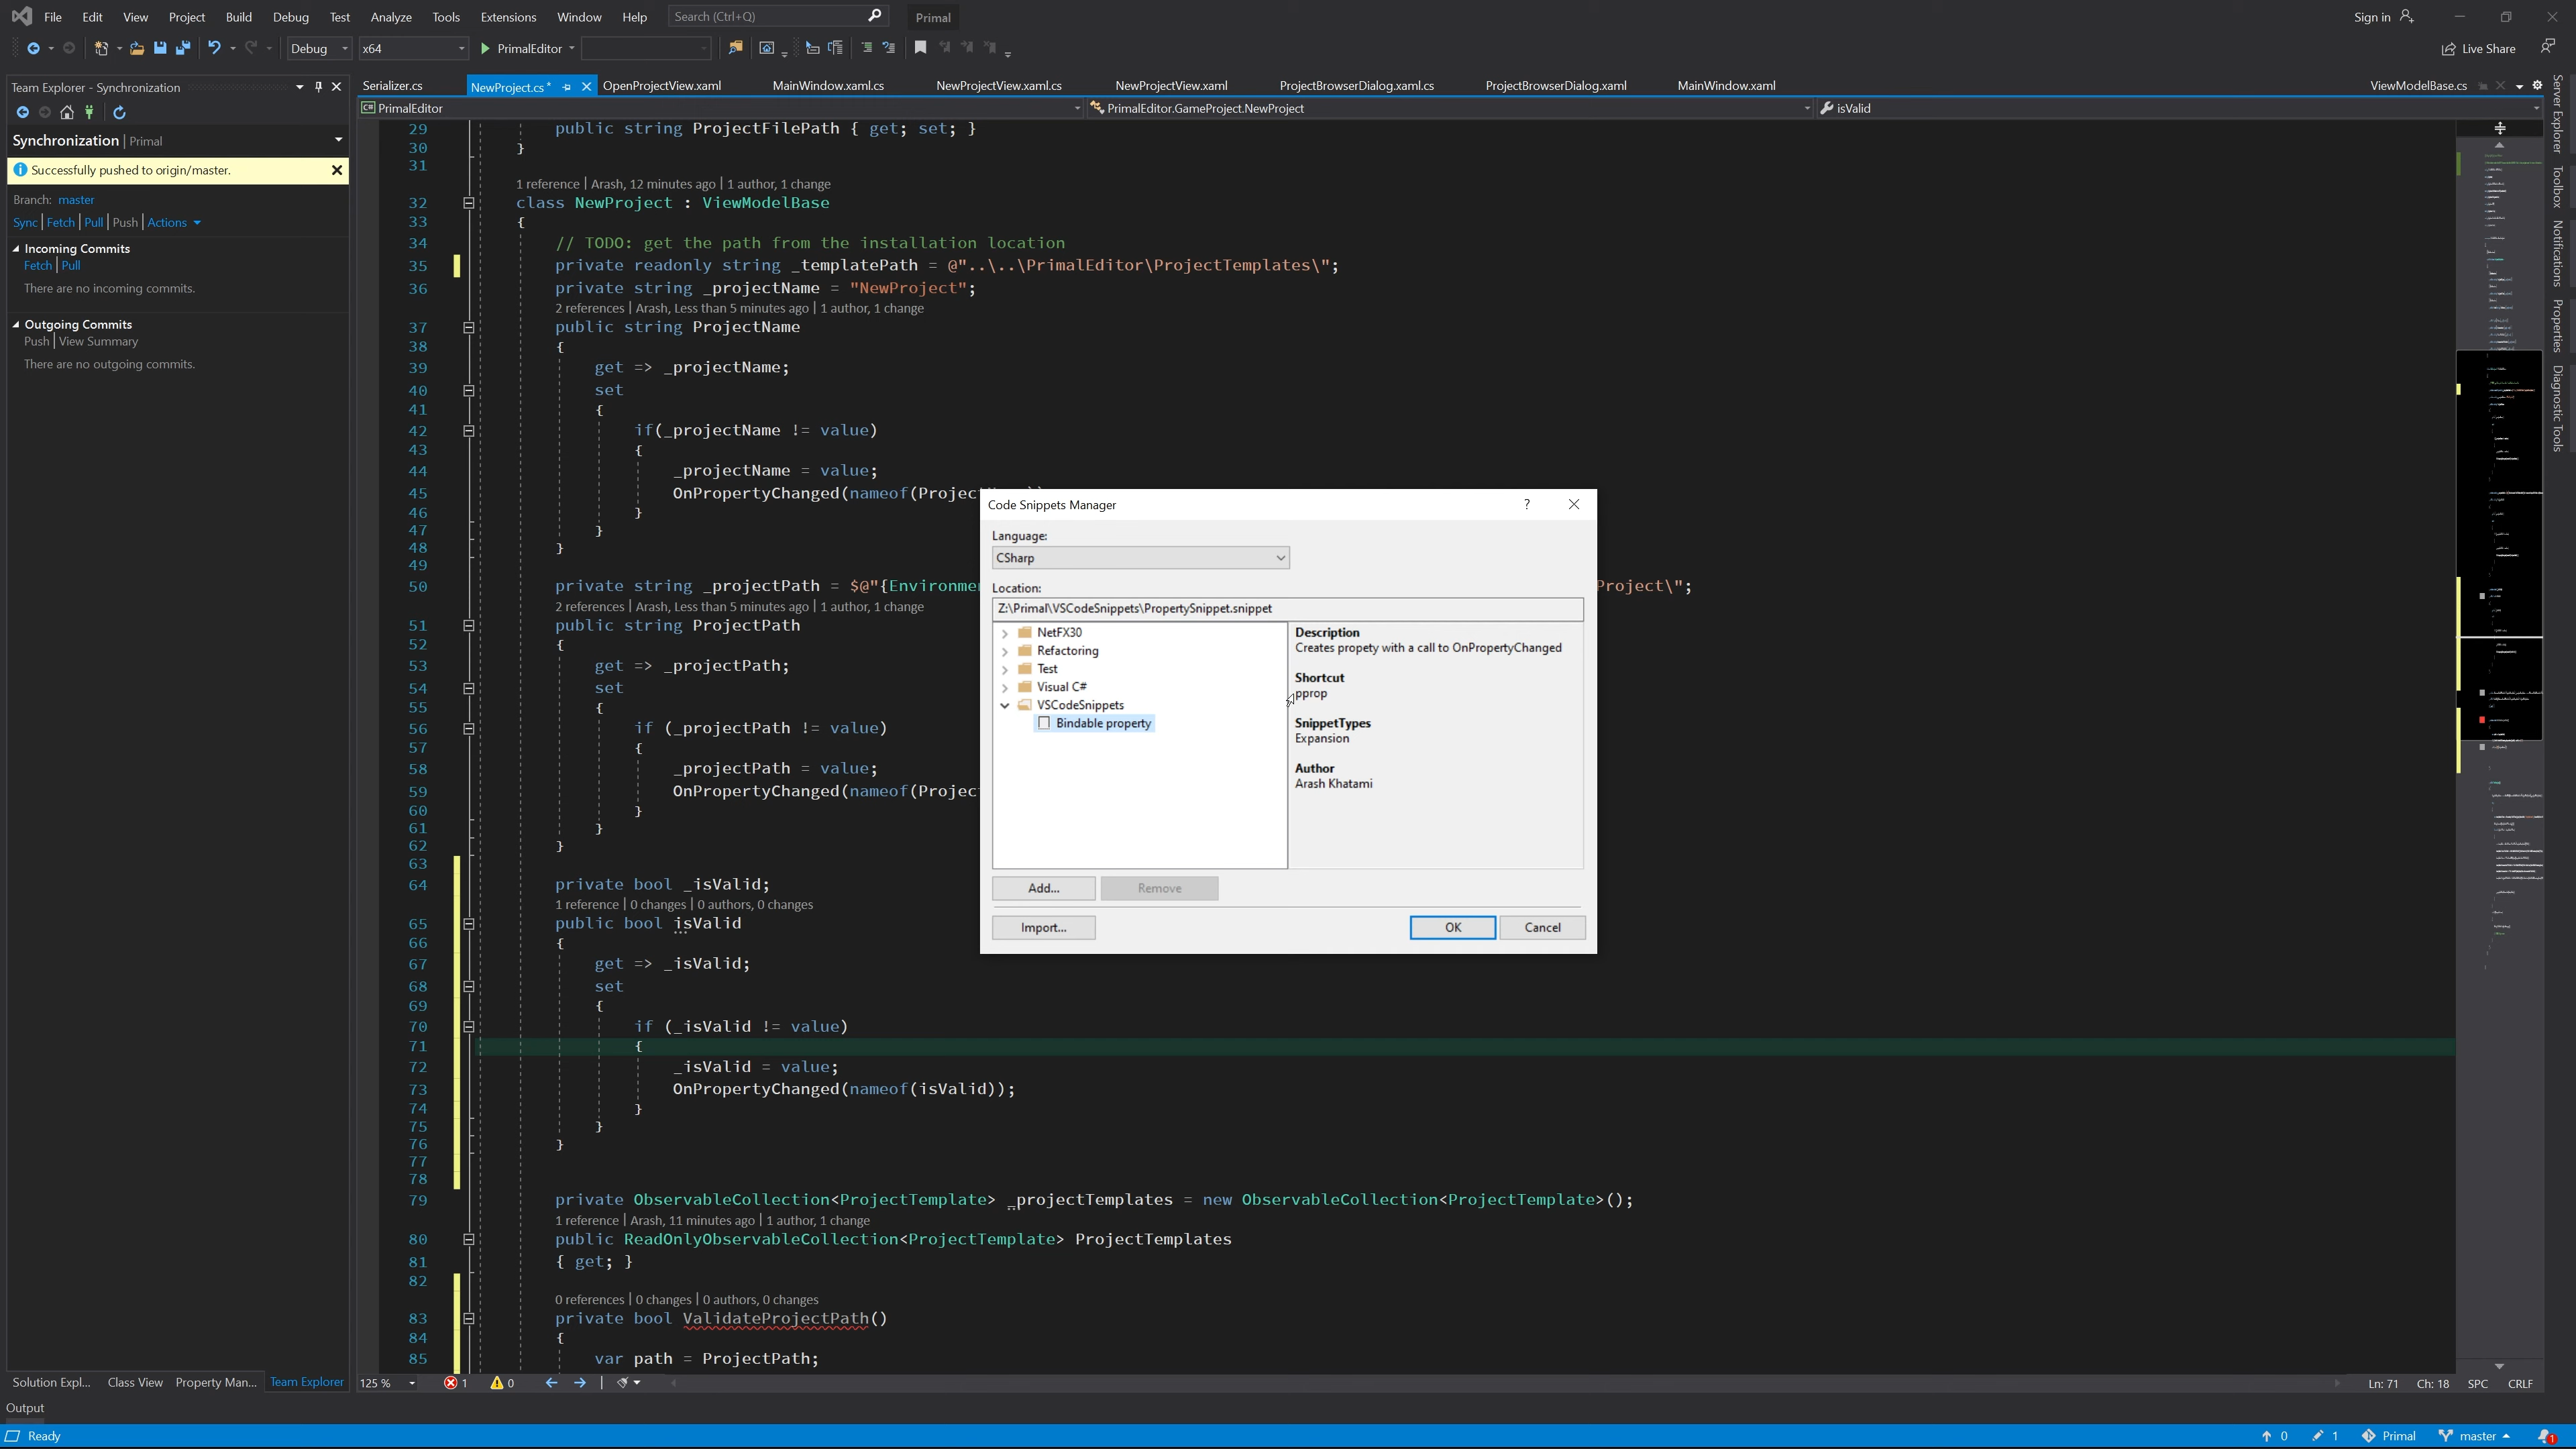 File Edit View Project Build Debug Test Analyze Tools Extensions Window Help Search (Ctrl+Q) Primal Sign in
Debug x64 PrimalEditor Live Share
Team Explorer - Synchronization
Synchronization | Primal
Successfully pushed to origin/master.
Branch: master
Sync | Fetch | Pull | Push | Actions
Incoming Commits
Fetch | Pull
There are no incoming commits.
Outgoing Commits
Push | View Summary
There are no outgoing commits.
Solution Expl... Class View Property Man... Team Explorer
Serializer.cs NewProject.cs* OpenProjectView.xaml MainWindow.xaml.cs NewProjectView.xaml.cs NewProjectView.xaml ProjectBrowserDialog.xaml.cs ProjectBrowserDialog.xaml MainWindow.xaml ViewModelBase.cs
C# PrimalEditor PrimalEditor.GameProject.NewProject isValid
29 public string ProjectFilePath { get; set; }
30 }
31
1 reference | Arash, 12 minutes ago | 1 author, 1 change
32 class NewProject : ViewModelBase
33 {
34 // TODO: get the path from the installation location
35 private readonly string _templatePath = @"..\..\PrimalEditor\ProjectTemplates\";
36 private string _projectName = "NewProject";
2 references | Arash, Less than 5 minutes ago | 1 author, 1 change
37 public string ProjectName
38 {
39 get => _projectName;
40 set
41 {
42 if(_projectName != value)
43 {
44 _projectName = value;
45 OnPropertyChanged(nameof(Project
46 }
47 }
48 }
49
50 private string _projectPath = $@"{Environme Project\";
2 references | Arash, Less than 5 minutes ago | 1 author, 1 change
51 public string ProjectPath
52 {
53 get => _projectPath;
54 set
55 {
56 if (_projectPath != value)
57 {
58 _projectPath = value;
59 OnPropertyChanged(nameof(Projec
60 }
61 }
62 }
63
64 private bool _isValid;
1 reference | 0 changes | 0 authors, 0 changes
65 public bool isValid
66 {
67 get => _isValid;
68 set
69 {
70 if (_isValid != value)
71 {
72 _isValid = value;
73 OnPropertyChanged(nameof(isValid));
74 }
75 }
76 }
77
78
79 private ObservableCollection<ProjectTemplate> _projectTemplates = new ObservableCollection<ProjectTemplate>();
1 reference | Arash, 11 minutes ago | 1 author, 1 change
80 public ReadOnlyObservableCollection<ProjectTemplate> ProjectTemplates
81 { get; }
82
0 references | 0 changes | 0 authors, 0 changes
83 private bool ValidateProjectPath()
84 {
85 var path = ProjectPath;
Code Snippets Manager ?
Language:
CSharp
Location:
Z:\Primal\VSCodeSnippets\PropertySnippet.snippet
NetFX30
Refactoring
Test
Visual C#
VSCodeSnippets
Bindable property
Description
Creates propety with a call to OnPropertyChanged
Shortcut
pprop
SnippetTypes
Expansion
Author
Arash Khatami
Add... Remove
Import... OK Cancel
Server Explorer
Toolbox
Notifications
Properties
Diagnostic Tools
125 % 1 0 Ln: 71 Ch: 18 SPC CRLF
Output
Ready 0 1 Primal master 1